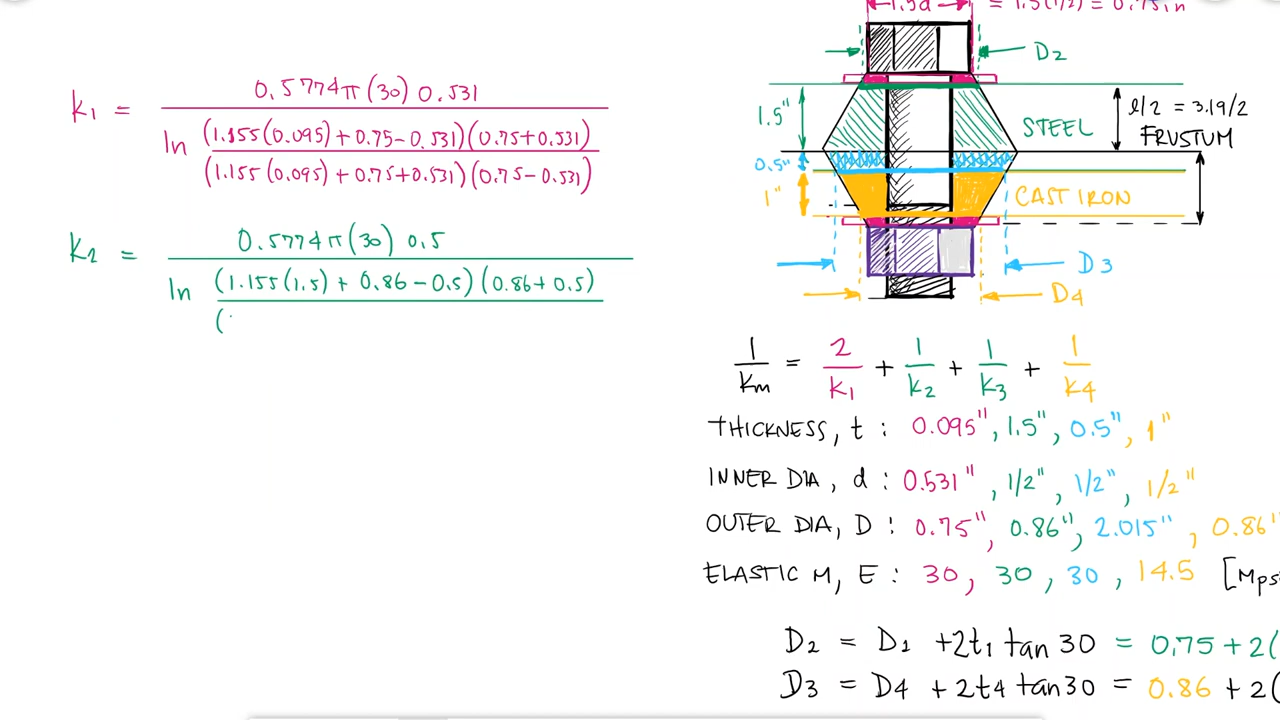 1.5d = 1.5(1/2) = 0.75in
D2
k1 = 0.5774π(30) 0.531
ln (1.155(0.095) + 0.75 - 0.531)(0.75+0.531)
(1.155(0.095) + 0.75+0.531)(0.75-0.531)
k2 = 0.5774π(30) 0.5
ln (1.155(1.5) + 0.86 - 0.5)(0.86+0.5)
(
1.5"
STEEL
l/2 = 3.19/2
FRUSTUM
0.5"
1"
CAST IRON
D3
D4
1/km = 2/k1 + 1/k2 + 1/k3 + 1/k4
THICKNESS, t : 0.095", 1.5", 0.5", 1"
INNER DIA, d : 0.531", 1/2", 1/2", 1/2"
OUTER DIA, D : 0.75", 0.86", 2.015", 0.86"
ELASTIC M, E : 30, 30, 30, 14.5 [Mps
D2 = D1 + 2t1 tan 30 = 0.75 + 2(
D3 = D4 + 2t4 tan30 = 0.86 + 2(